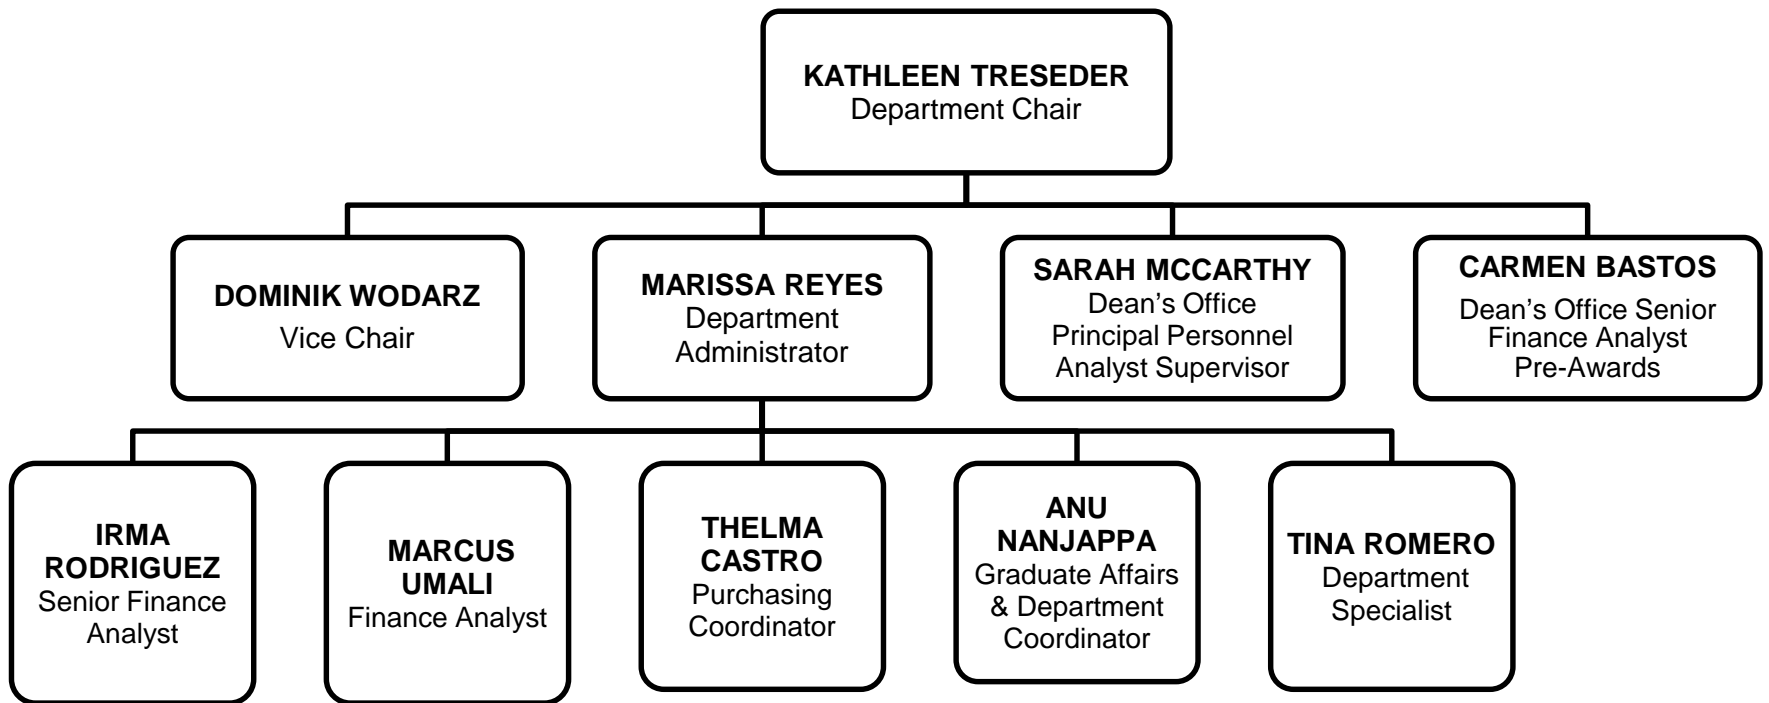 KATHLEEN TRESEDER
Department Chair
DOMINIK WODARZ
Vice Chair
MARISSA REYES
Department
Administrator
SARAH MCCARTHY
Dean’s Office
Principal Personnel
Analyst Supervisor
CARMEN BASTOS
Dean’s Office Senior
Finance Analyst
Pre-Awards
IRMA
RODRIGUEZ
Senior Finance
Analyst
MARCUS
UMALI
Finance Analyst
THELMA
CASTRO
Purchasing
Coordinator
ANU
NANJAPPA
Graduate Affairs
& Department
Coordinator
TINA ROMERO
Department
Specialist